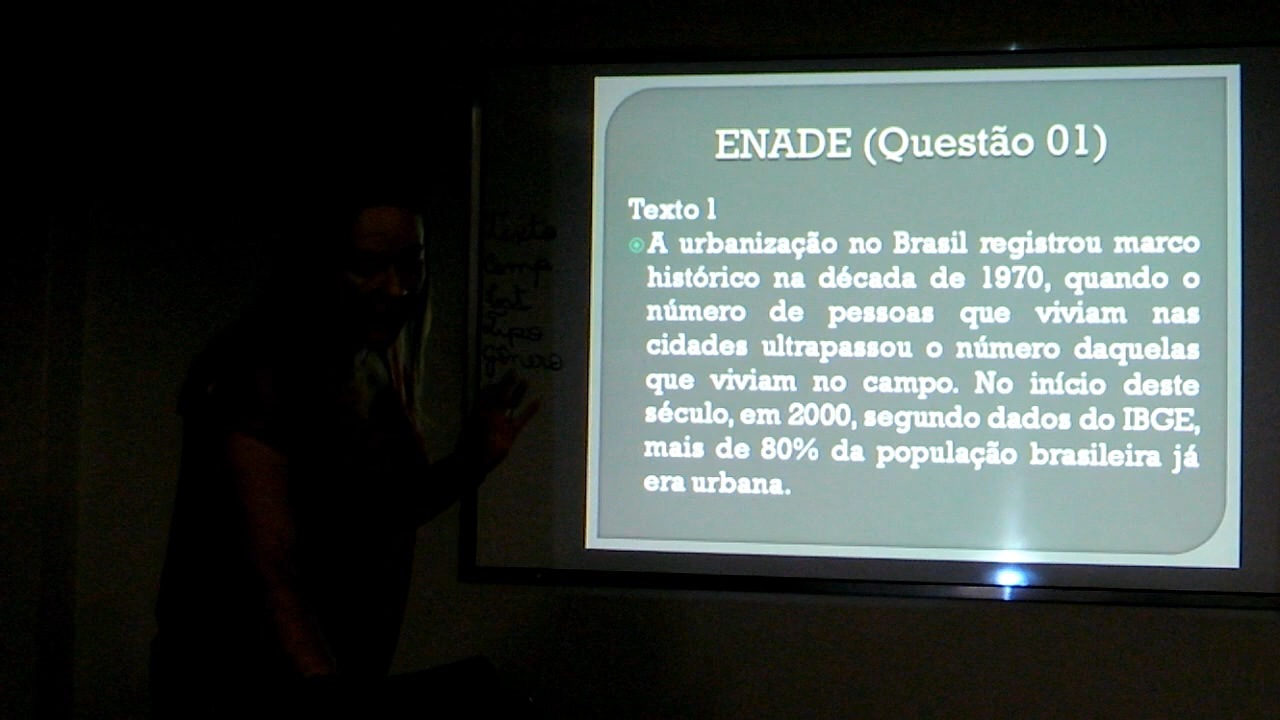 ENADE (Questão 01)
Texto 1
A urbanização no Brasil registrou marco
histórico na década de 1970, quando o
número de pessoas que viviam nas
cidades ultrapassou o número daquelas
que viviam no campo. No início deste
século, em 2000, segundo dados do IBGE,
mais de 80% da população brasileira já
era urbana.
Texto